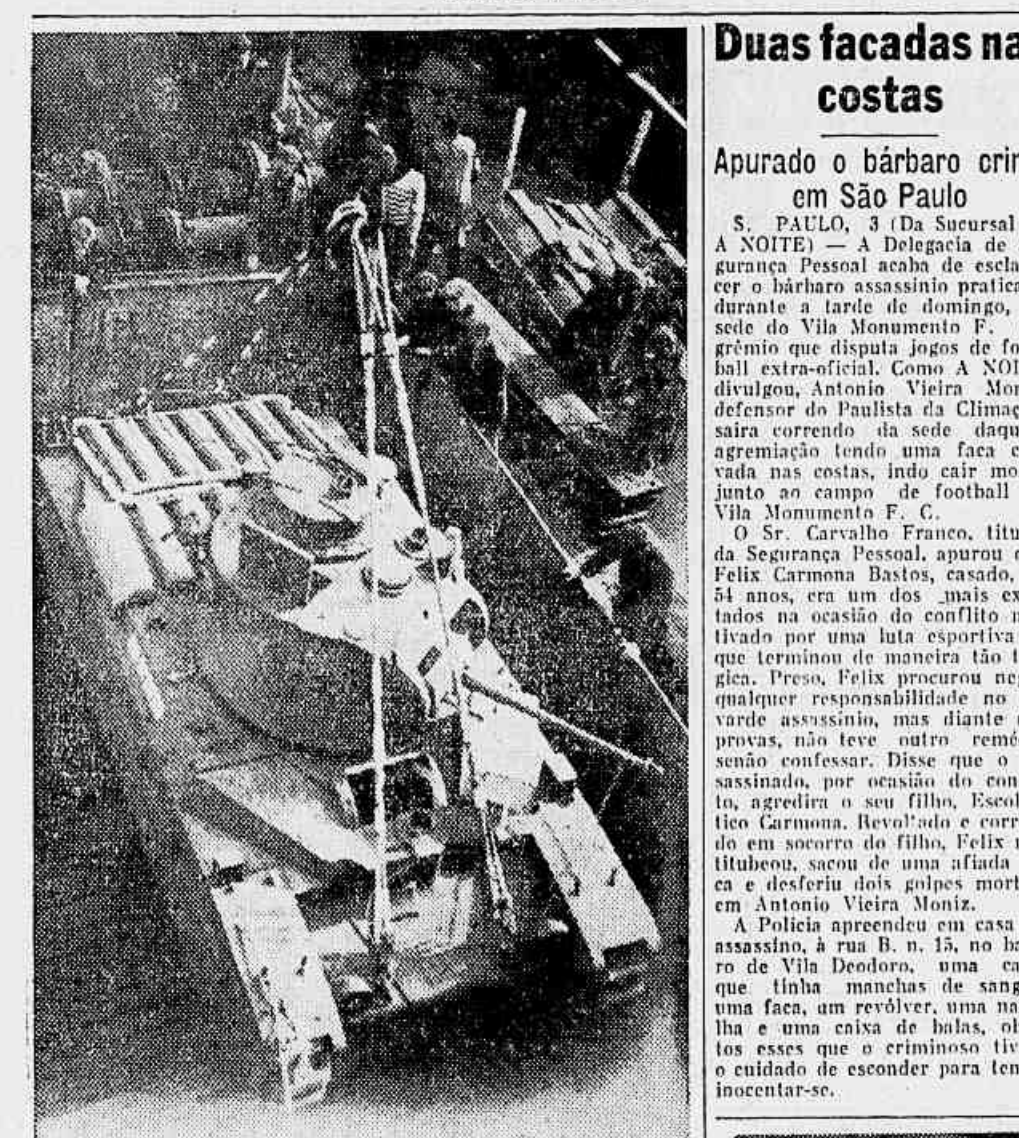 Duas facadas na
costas
Apurado o bárbaro crim
em São Paulo
S. PAULO, 3 (Da Sucursal
A NOITE) — A Delegacia de
gurança Pessoal acaba de escla
cer o bárbaro assassínio pratica
durante a tarde de domingo,
sede do Vila Monumento F.
grêmio que disputa jogos de fo
ball extra-oficial. Como A NOI
divulgou, Antonio Vieira Mon
defensor do Paulista da Climaç
saira correndo da sede daqu
agremiação tendo uma faca c
vada nas costas, indo cair mo
junto ao campo de football
Vila Monumento F. C.
O Sr. Carvalho Franco, titu
da Segurança Pessoal, apurou
Felix Carmona Bastos, casado,
54 anos, era um dos mais ex
tados na ocasião do conflito
tivado por uma luta esportiva
que terminou de maneira tão t
gica. Preso, Felix procurou neg
qualquer responsabilidade no
varde assassinio, mas diante
provas, não teve outro remé
senão confessar. Disse que o
sassinado, por ocasião do con
to, agredira o seu filho, Escol
tico Carmona. Revol'ado e corr
do em socorro do filho, Felix
titubeou, sacou de uma afiada
ca e desferiu dois golpes mort
em Antonio Vieira Moniz.
A Policia apreendeu em casa
assassino, à rua B. n. 15, no ba
ro de Vila Deodoro, uma ca
que tinha manchas de sang
uma faca, um revólver, uma na
lha e uma caixa de balas, ob
tos esses que o criminoso tiv
o cuidado de esconder para ten
inocentar-se.